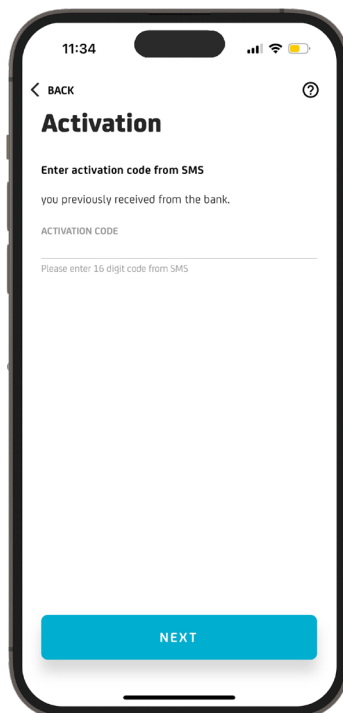 11:34
BACK
Activation
Enter activation code from SMS
you previously received from the bank.
ACTIVATION CODE
Please enter 16 digit code from SMS
NEXT